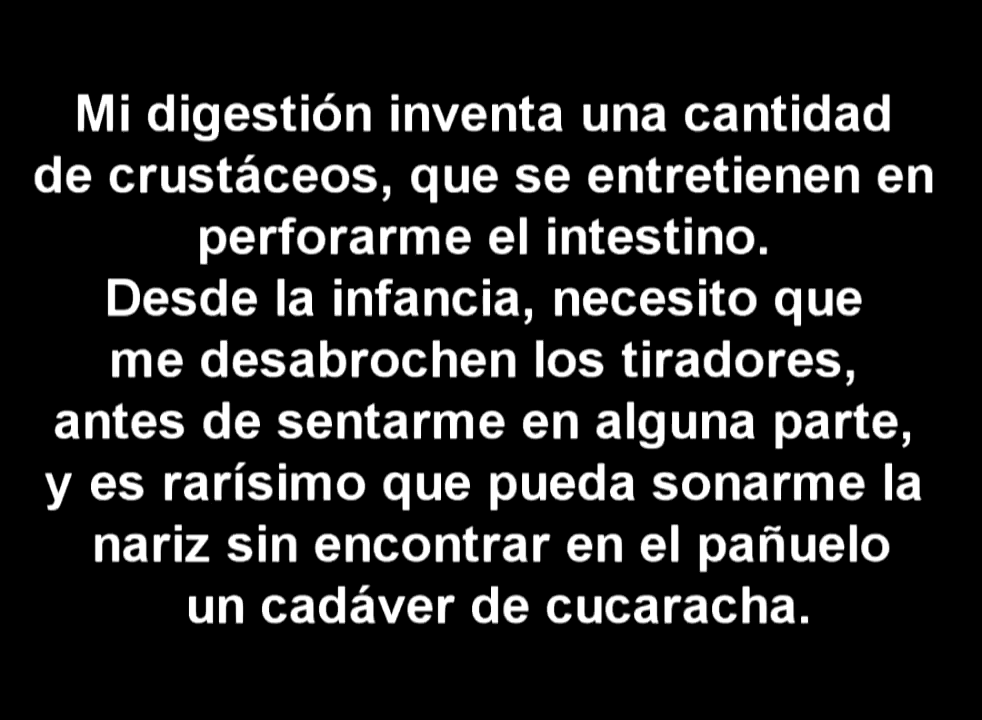 Mi digestión inventa una cantidad
de crustáceos, que se entretienen en
perforarme el intestino.
Desde la infancia, necesito que
me desabrochen los tiradores,
antes de sentarme en alguna parte,
y es rarísimo que pueda sonarme la
nariz sin encontrar en el pañuelo
un cadáver de cucaracha.